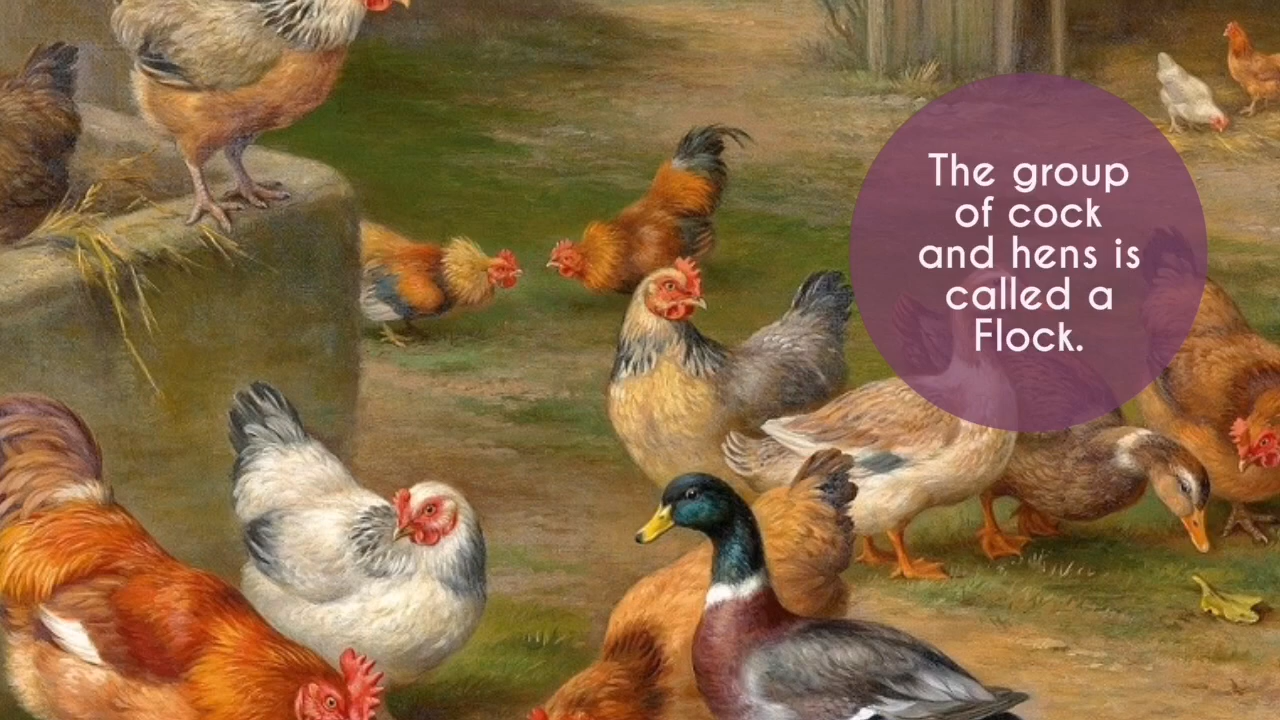 The group
of cock
and hens is
called a
Flock.